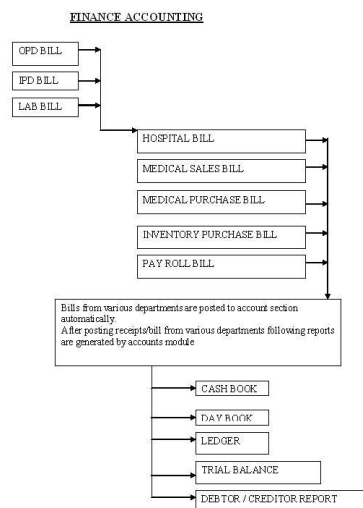 FINANCE ACCOUNTING
OPD BILL
IPD BILL
LAB BILL
HOSPITAL BILL
MEDICAL SALES BILL
MEDICAL PURCHASE BILL
INVENTORY PURCHASE BILL
PAY ROLL BILL
Bills from various departments are posted to account section
automatically.
After posting receipts/bill from various departments following reports
are generated by accounts module
CASH BOOK
DAY BOOK
LEDGER
TRIAL BALANCE
DEBTOR / CREDITOR REPORT